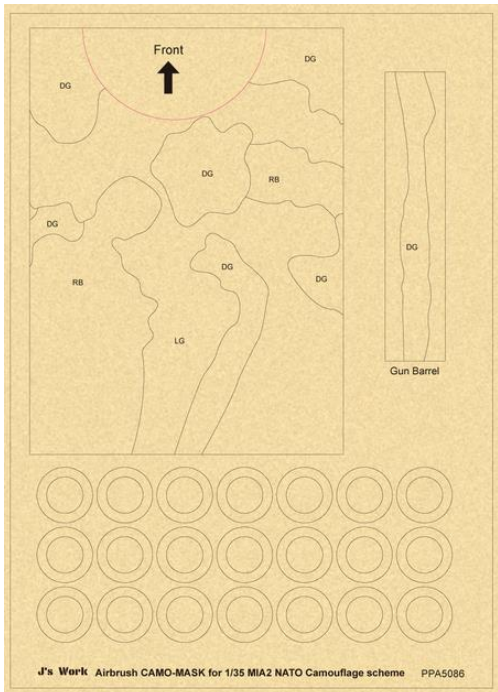 Front
DG
DG
DG
RB
DG
DG
DG
RB
DG
LG
DG
Gun Barrel
J's Work Airbrush CAMO-MASK for 1/35 MIA2 NATO Camouflage scheme PPA5086